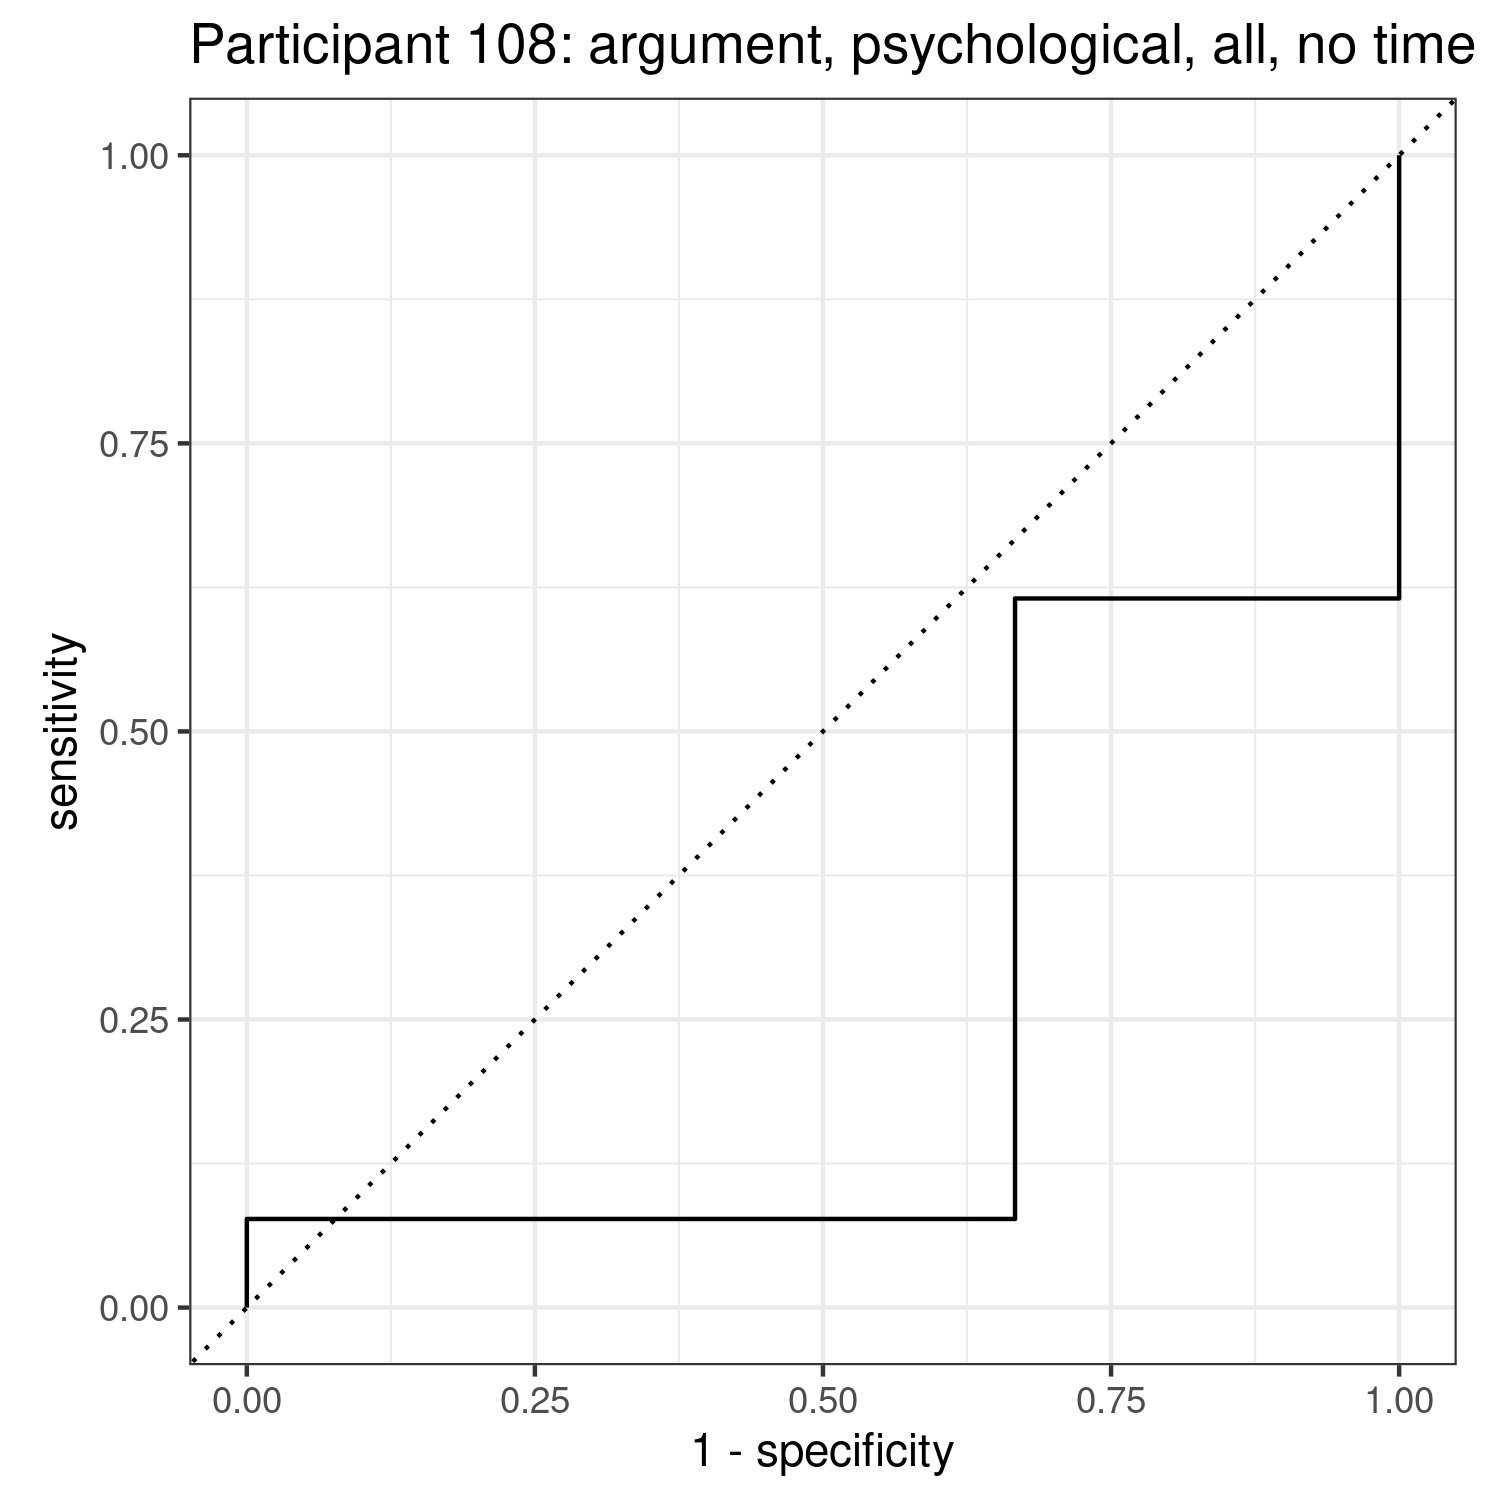 Participant 108: argument, psychological, all, no time
1.00
0.75
0.50
0.25
0.00
sensitivity
0.00 0.25 0.50 0.75 1.00
1 - specificity